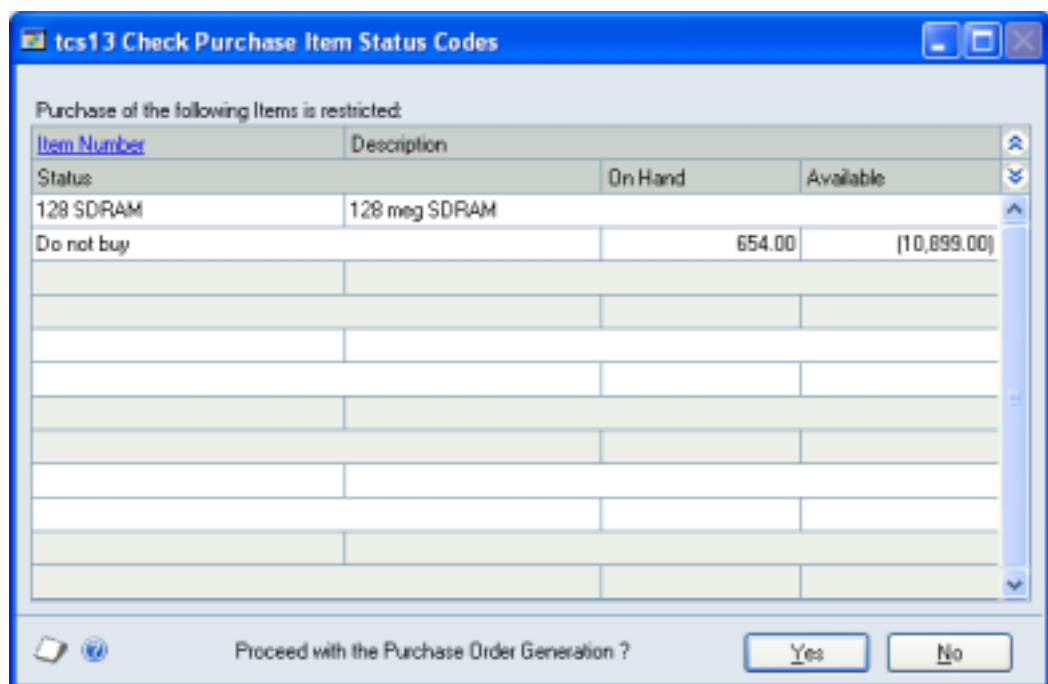 tcs13 Check Purchase Item Status Codes
Purchase of the following Items is restricted:
Item Number Description
Status On Hand Available
128 SDRAM 128 meg SDRAM
Do not buy 654.00 (10,899.00)
Proceed with the Purchase Order Generation ? Yes No